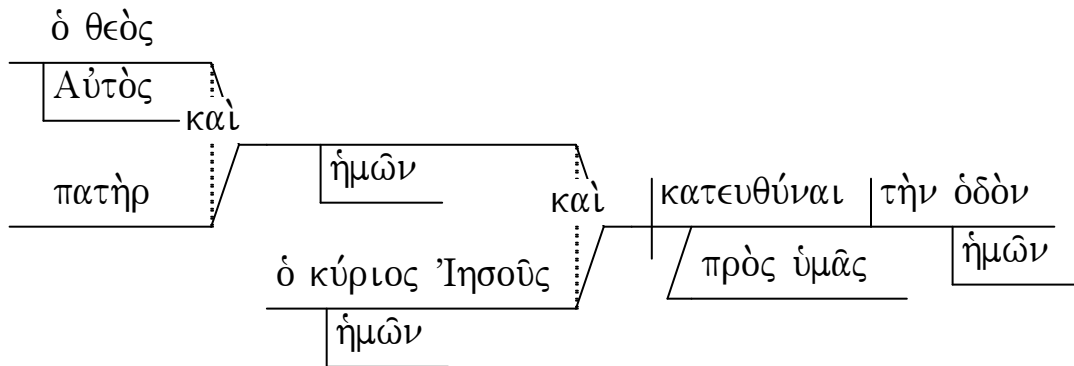 ὁ θεὸς
Αὐτὸς
καὶ
πατὴρ
ἡμῶν
καὶ
κατευθύναι τὴν ὁδὸν
ὁ κύριος Ἰησοῦς
πρὸς ὑμᾶς
ἡμῶν
ἡμῶν